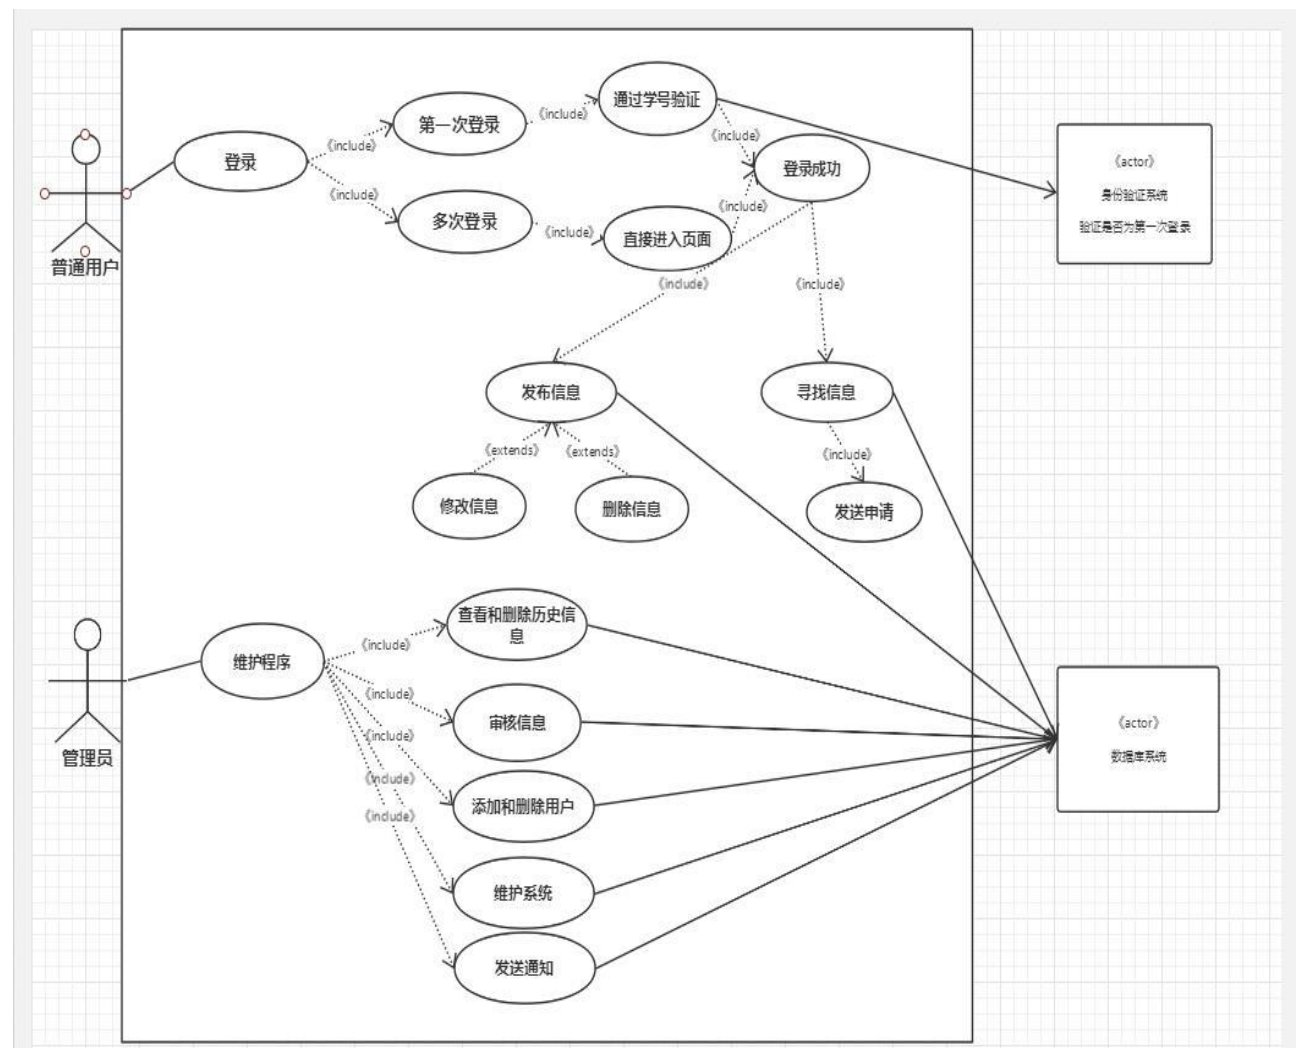 通过学号验证
《include》
第一次登录
《include》
《include》
《include》
登录
登录成功
《actor》
身份验证系统
验证是否为第一次登录
《include》
《include》
多次登录
《include》
直接进入页面
普通用户
《include》
《include》
发布信息
寻找信息
《extends》
《extends》
《include》
修改信息
删除信息
发送申请
查看和删除历史信
息
《include》
维护程序
《include》
审核信息
《actor》
数据库系统
《include》
管理员
《include》
添加和删除用户
《include》
维护系统
发送通知